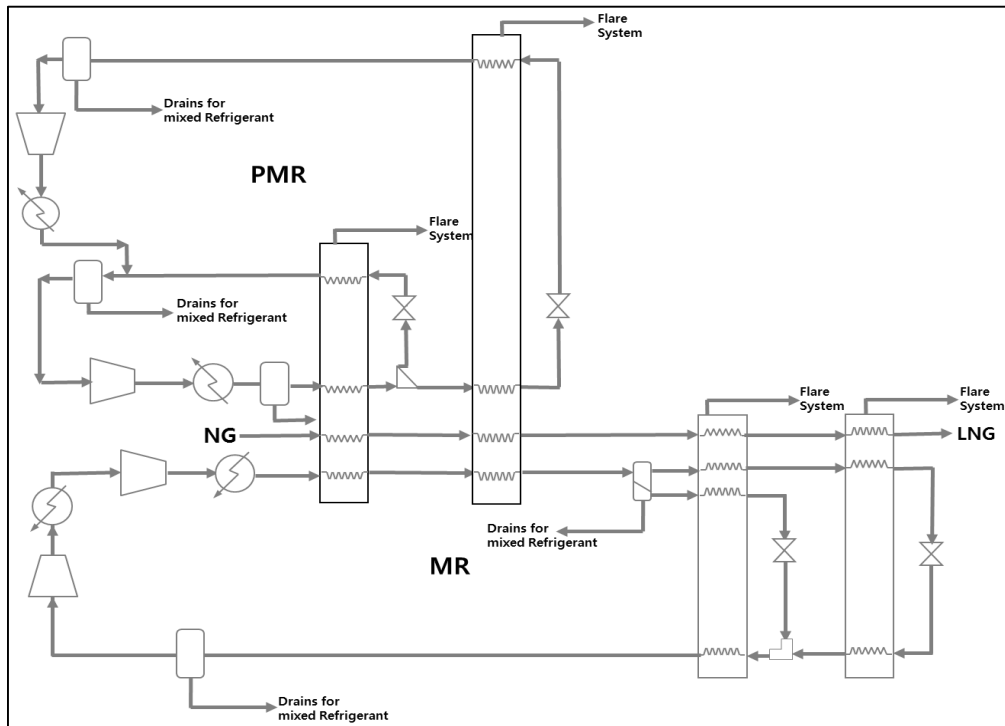 Flare
System
Drains for
mixed Refrigerant
PMR
Flare
System
Drains for
mixed Refrigerant
Flare
System
Flare
System
NG
LNG
Drains for
mixed Refrigerant
MR
Drains for
mixed Refrigerant